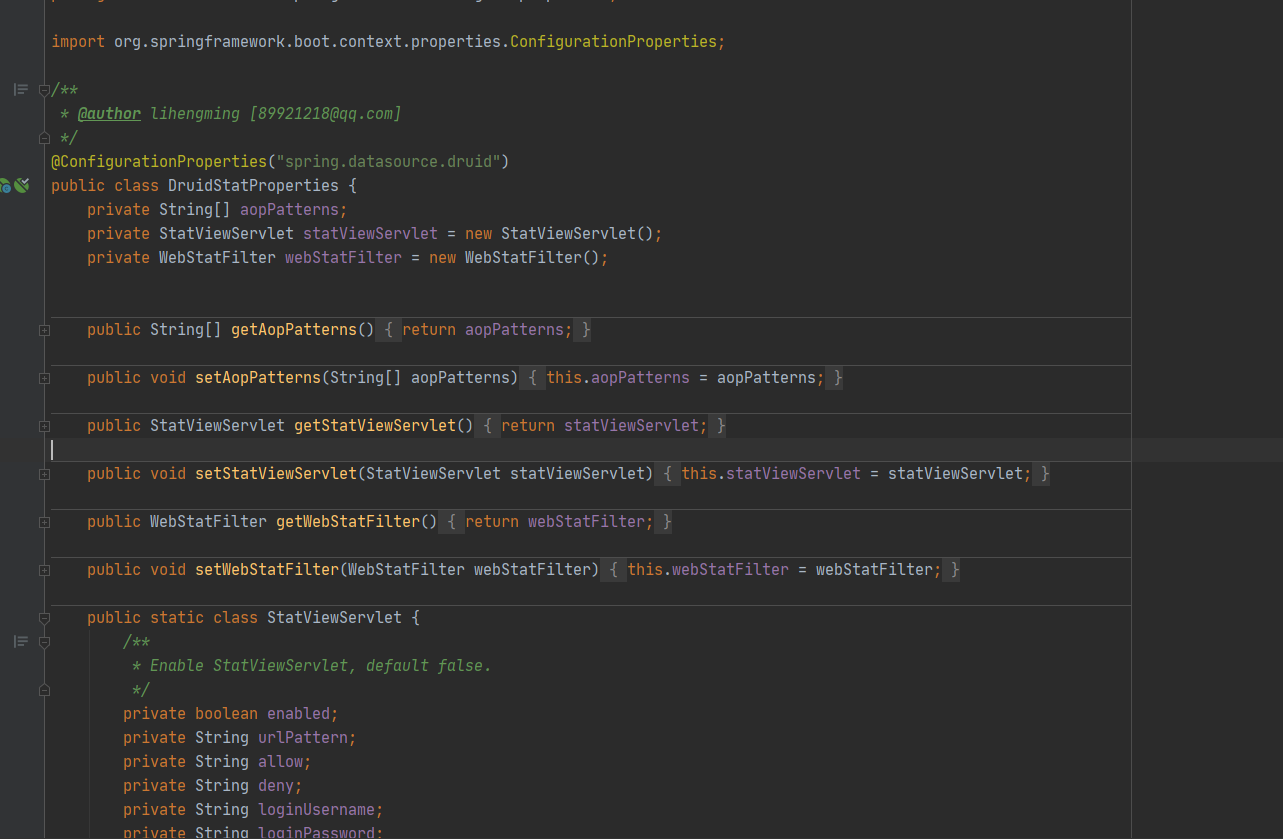 import org.springframework.boot.context.properties.ConfigurationProperties;
/**
* @author lihengming [89921218@qq.com]
*/
@ConfigurationProperties("spring.datasource.druid")
public class DruidStatProperties {
private String[] aopPatterns;
private StatViewServlet statViewServlet = new StatViewServlet();
private WebStatFilter webStatFilter = new WebStatFilter();
public String[] getAopPatterns() { return aopPatterns; }
public void setAopPatterns(String[] aopPatterns) { this.aopPatterns = aopPatterns; }
public StatViewServlet getStatViewServlet() { return statViewServlet; }
public void setStatViewServlet(StatViewServlet statViewServlet) { this.statViewServlet = statViewServlet; }
public WebStatFilter getWebStatFilter() { return webStatFilter; }
public void setWebStatFilter(WebStatFilter webStatFilter) { this.webStatFilter = webStatFilter; }
public static class StatViewServlet {
/**
* Enable StatViewServlet, default false.
*/
private boolean enabled;
private String urlPattern;
private String allow;
private String deny;
private String loginUsername;
private String loginPassword;